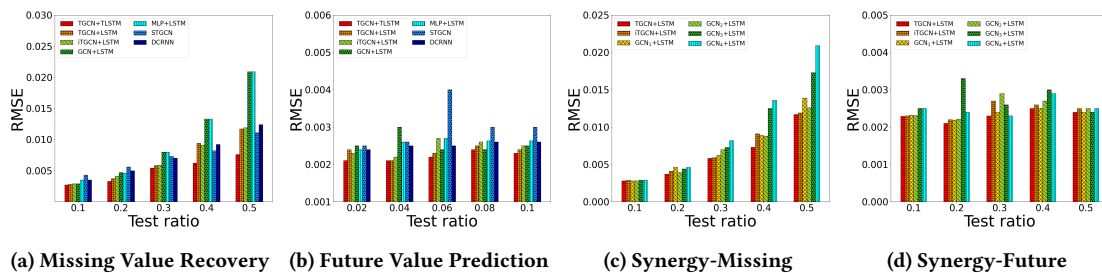 0.030
0.025
0.020
0.015
0.010
0.005
RMSE
TGCN+TLSTM
TGCN+LSTM
iTGCN+LSTM
GCN+LSTM
MLP+LSTM
STGCN
DCRNN
0.1 0.2 0.3 0.4 0.5
Test ratio
(a) Missing Value Recovery
0.006
0.005
0.004
0.003
0.002
0.001
RMSE
TGCN+TLSTM
TGCN+LSTM
iTGCN+LSTM
GCN+LSTM
MLP+LSTM
STGCN
DCRNN
0.02 0.04 0.06 0.08 0.1
Test ratio
(b) Future Value Prediction
0.025
0.020
0.015
0.010
0.005
0.000
RMSE
TGCN+LSTM
iTGCN+LSTM
GCN₁+LSTM
GCN₂+LSTM
GCN₃+LSTM
GCN₄+LSTM
0.1 0.2 0.3 0.4 0.5
Test ratio
(c) Synergy-Missing
0.005
0.004
0.003
0.002
0.001
0.000
RMSE
TGCN+LSTM
iTGCN+LSTM
GCN₁+LSTM
GCN₂+LSTM
GCN₃+LSTM
GCN₄+LSTM
0.1 0.2 0.3 0.4 0.5
Test ratio
(d) Synergy-Future